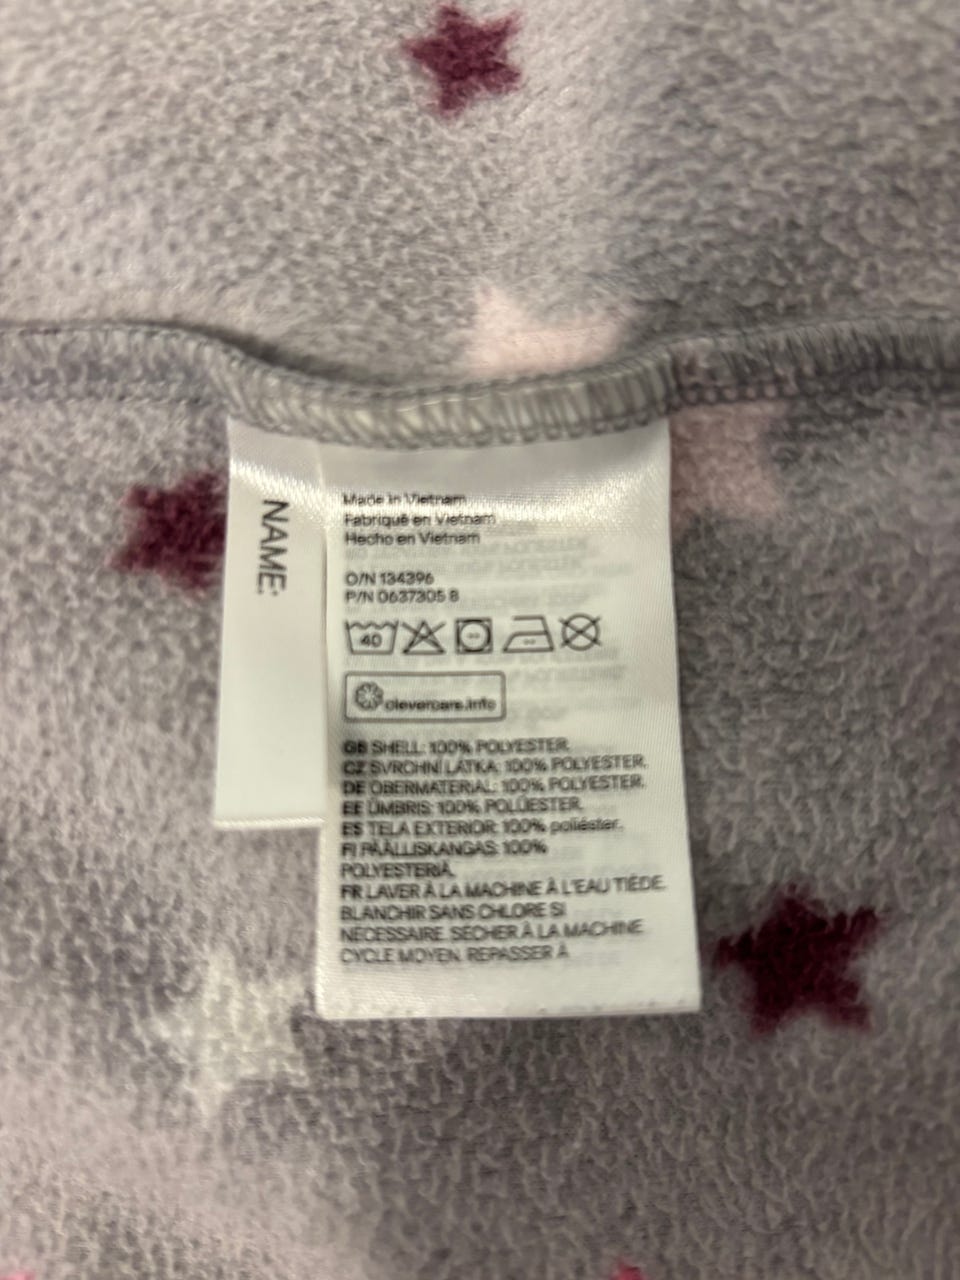 NAME:
Made in Vietnam
Fabriqué en Vietnam
Hecho en Vietnam
O/N 134396
P/N 0637305 8
40
clevercare.info
GB SHELL: 100% POLYESTER.
CZ SVRCHNÍ LÁTKA: 100% POLYESTER.
DE OBERMATERIAL: 100% POLYESTER.
EE ÜMBRIS: 100% POLÜESTER.
ES TELA EXTERIOR: 100% poliéster.
FI PÄÄLLISKANGAS: 100%
POLYESTERIÄ.
FR LAVER À LA MACHINE À L'EAU TIÈDE.
BLANCHIR SANS CHLORE SI
NÉCESSAIRE. SÉCHER À LA MACHINE
CYCLE MOYEN. REPASSER À